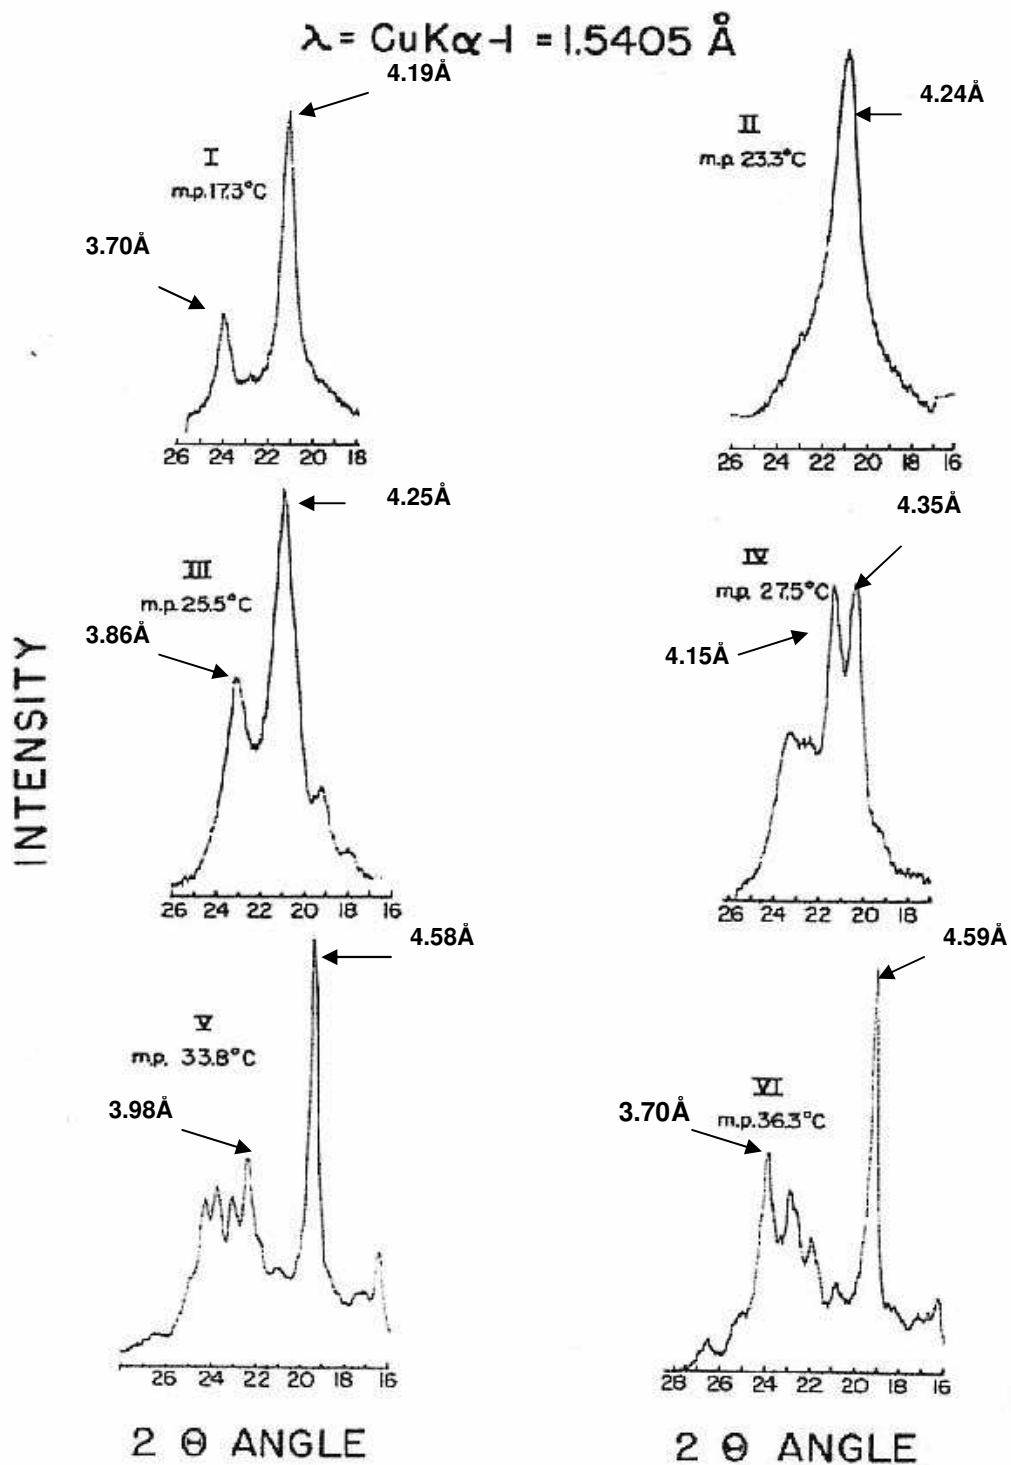 λ = CuKα-1 = 1.5405 Å
4.19Å
I
m.p. 17.3°C
3.70Å
26 24 22 20 18
4.24Å
II
m.p. 23.3°C
26 24 22 20 18 16
4.25Å
III
m.p. 25.5°C
3.86Å
26 24 22 20 18 16
4.35Å
IV
m.p. 27.5°C
4.15Å
26 24 22 20 18
INTENSITY
4.58Å
V
m.p. 33.8°C
3.98Å
26 24 22 20 18 16
2 θ ANGLE
4.59Å
VI
m.p. 36.3°C
3.70Å
28 26 24 22 20 18 16
2 θ ANGLE